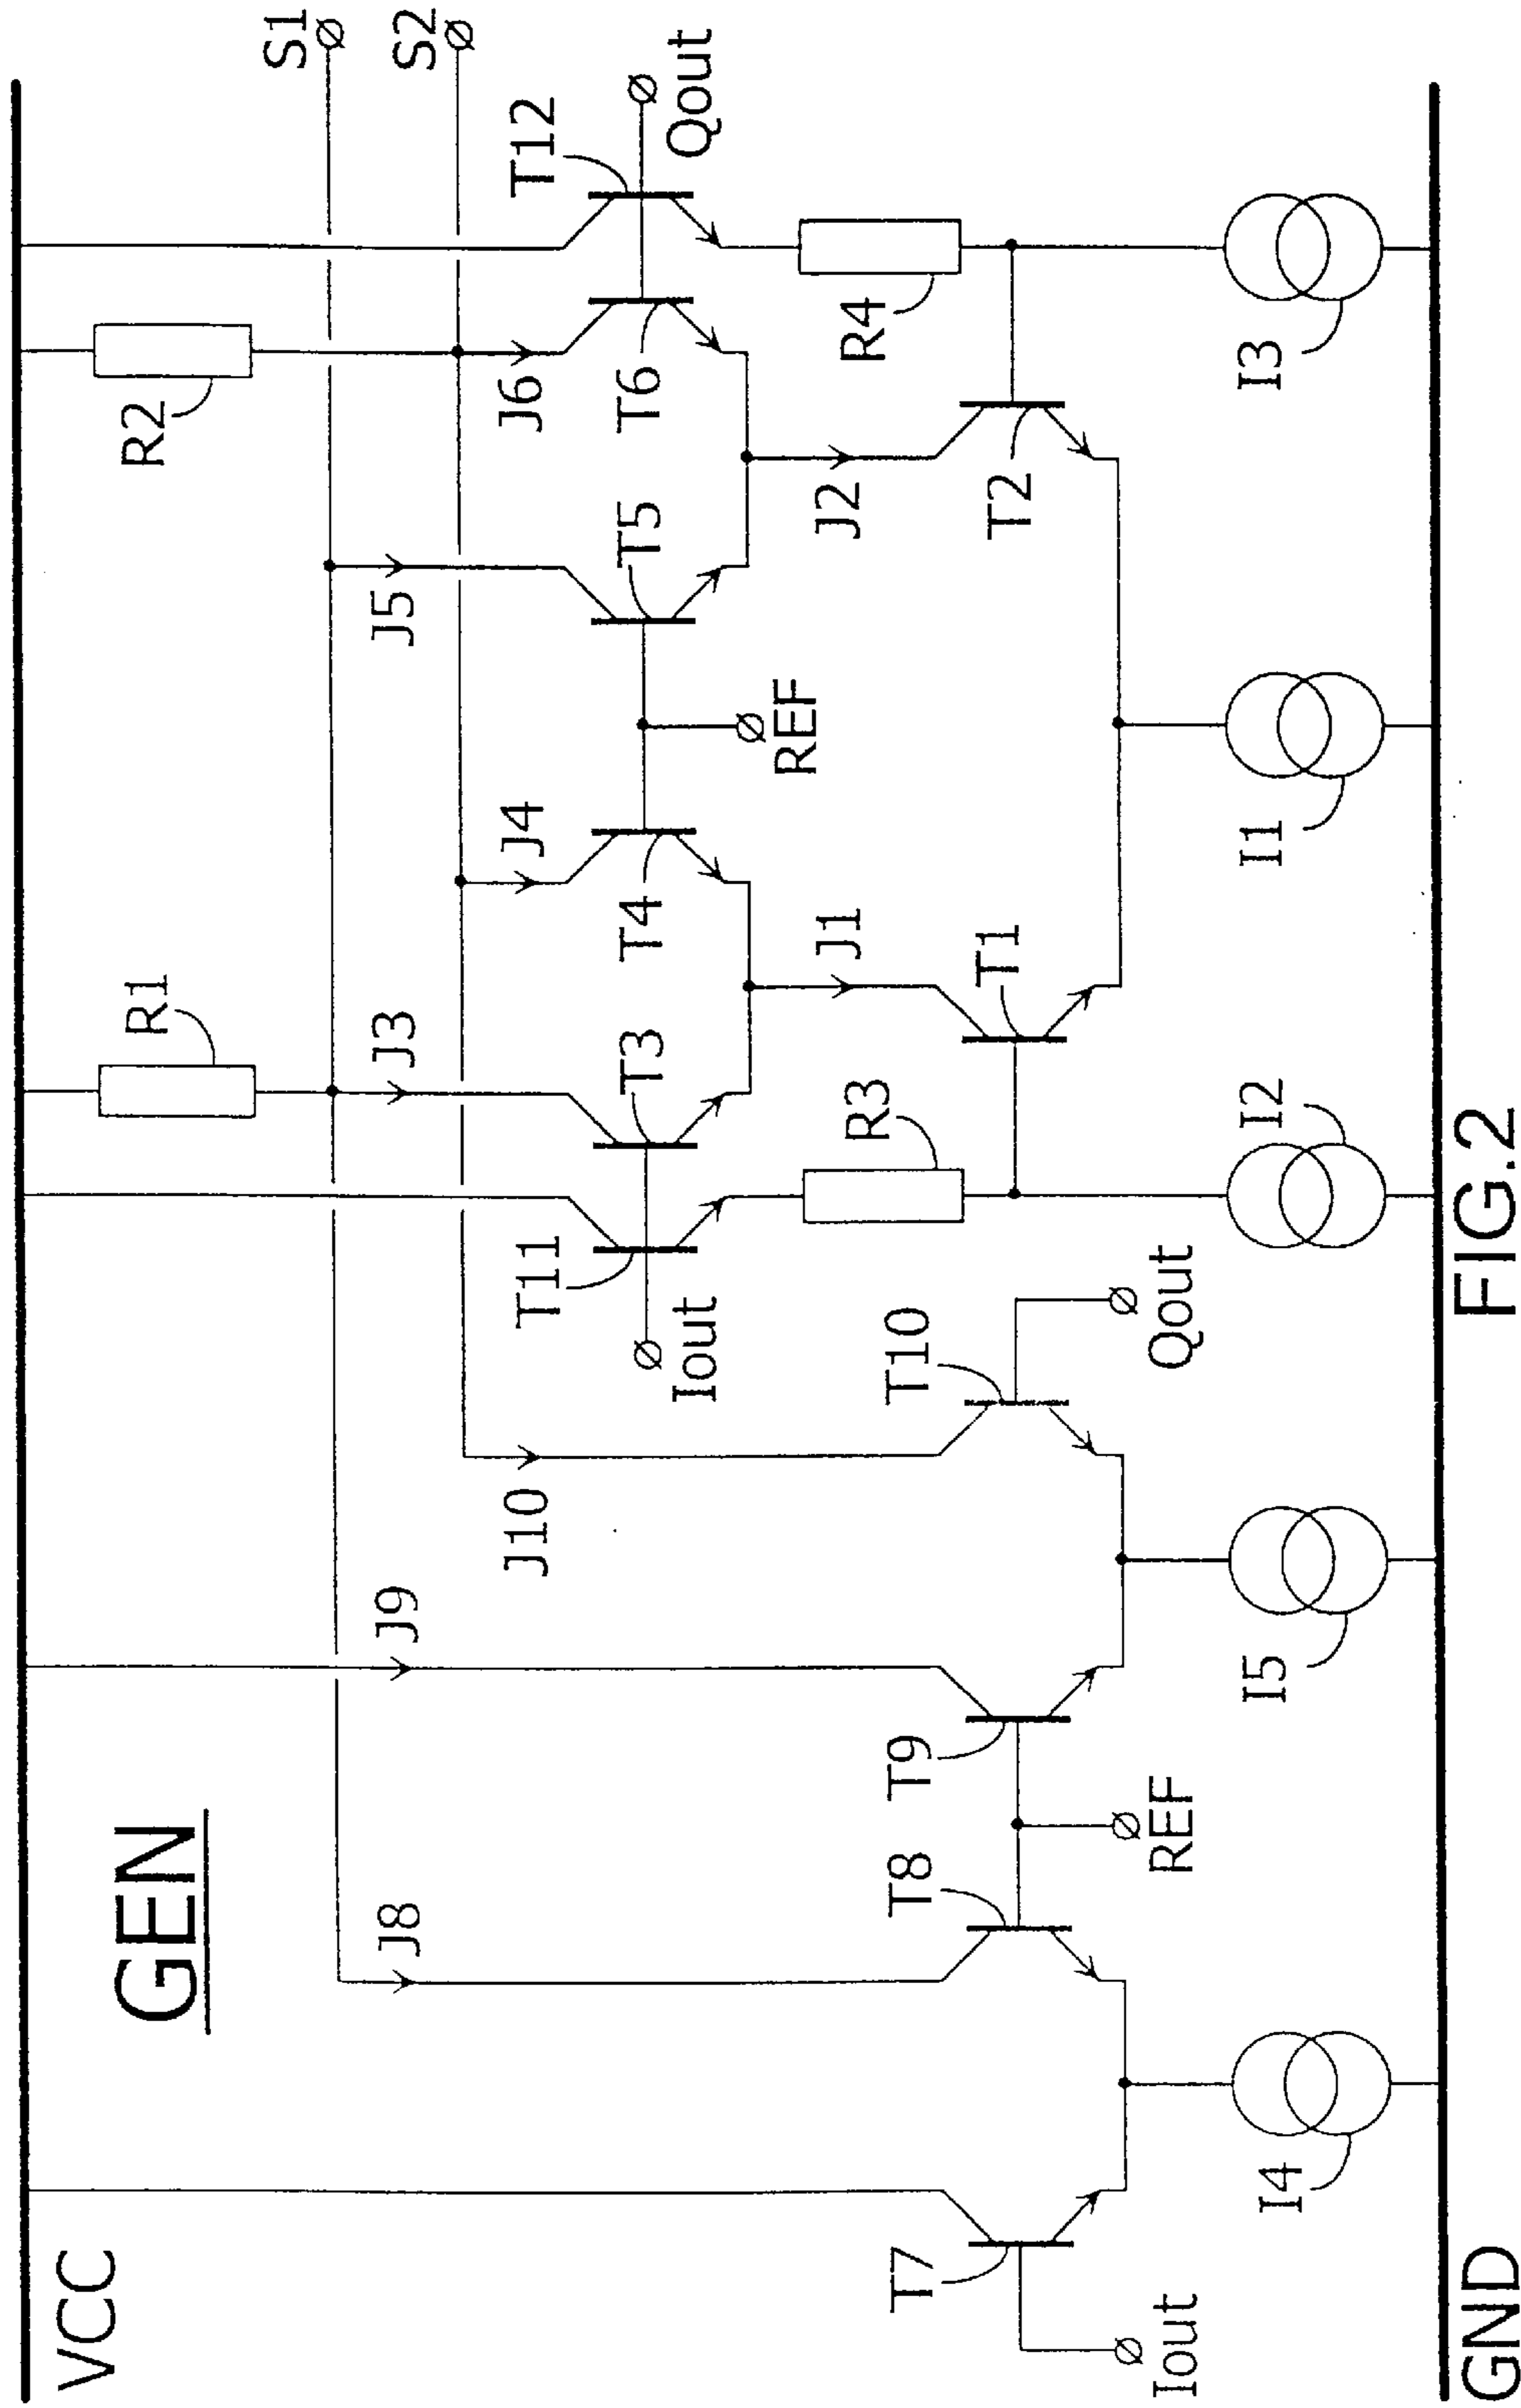 VCC
GEN
S1
S2
R1
R2
J8
J9
J3
J5
J10
J4
J6
T12
T11
T3
T4
T5
T6
Iout
REF
Qout
J1
J2
R3
R4
T7
T8
T9
T10
T1
T2
Iout
REF
Qout
I4
I5
I2
I1
I3
GND
FIG.2